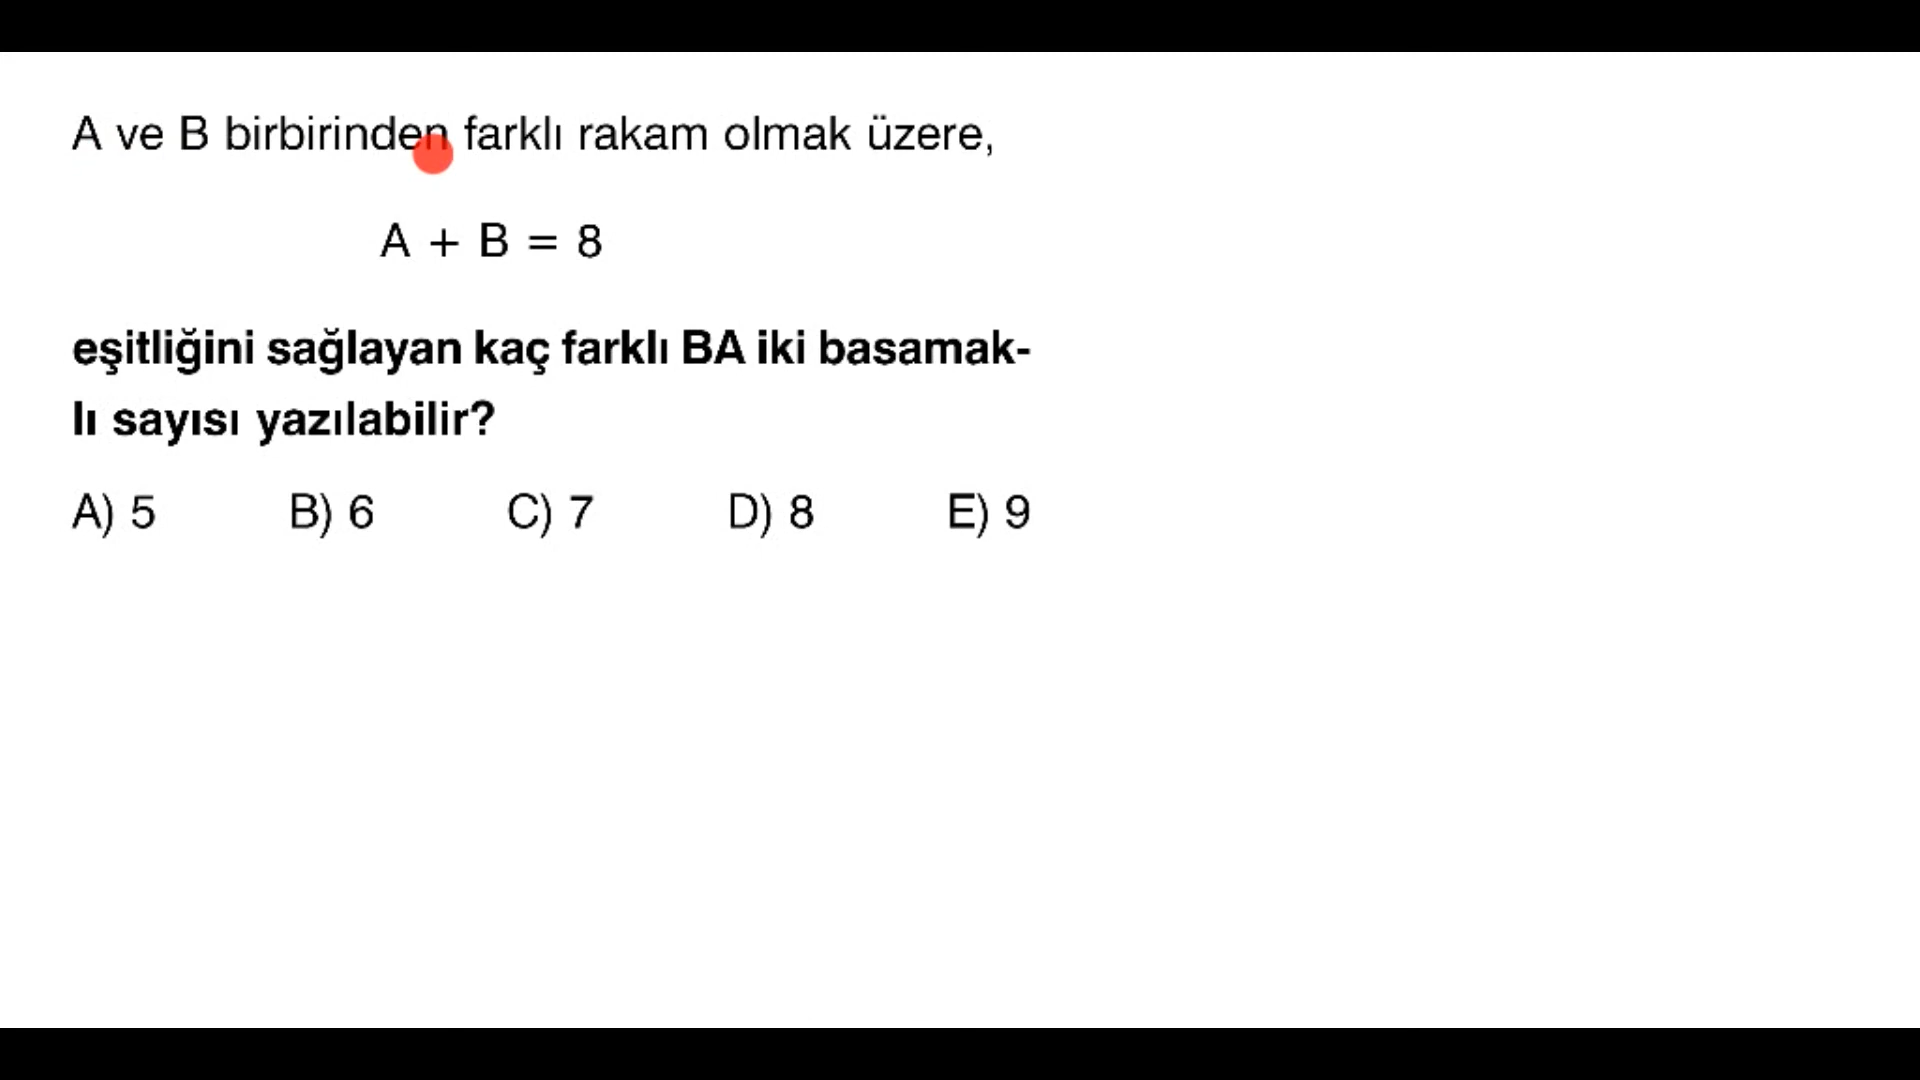 A ve B birbirinden farklı rakam olmak üzere,
A + B = 8
eşitliğini sağlayan kaç farklı BA iki basamak-
lı sayısı yazılabilir?
A) 5 B) 6 C) 7 D) 8 E) 9